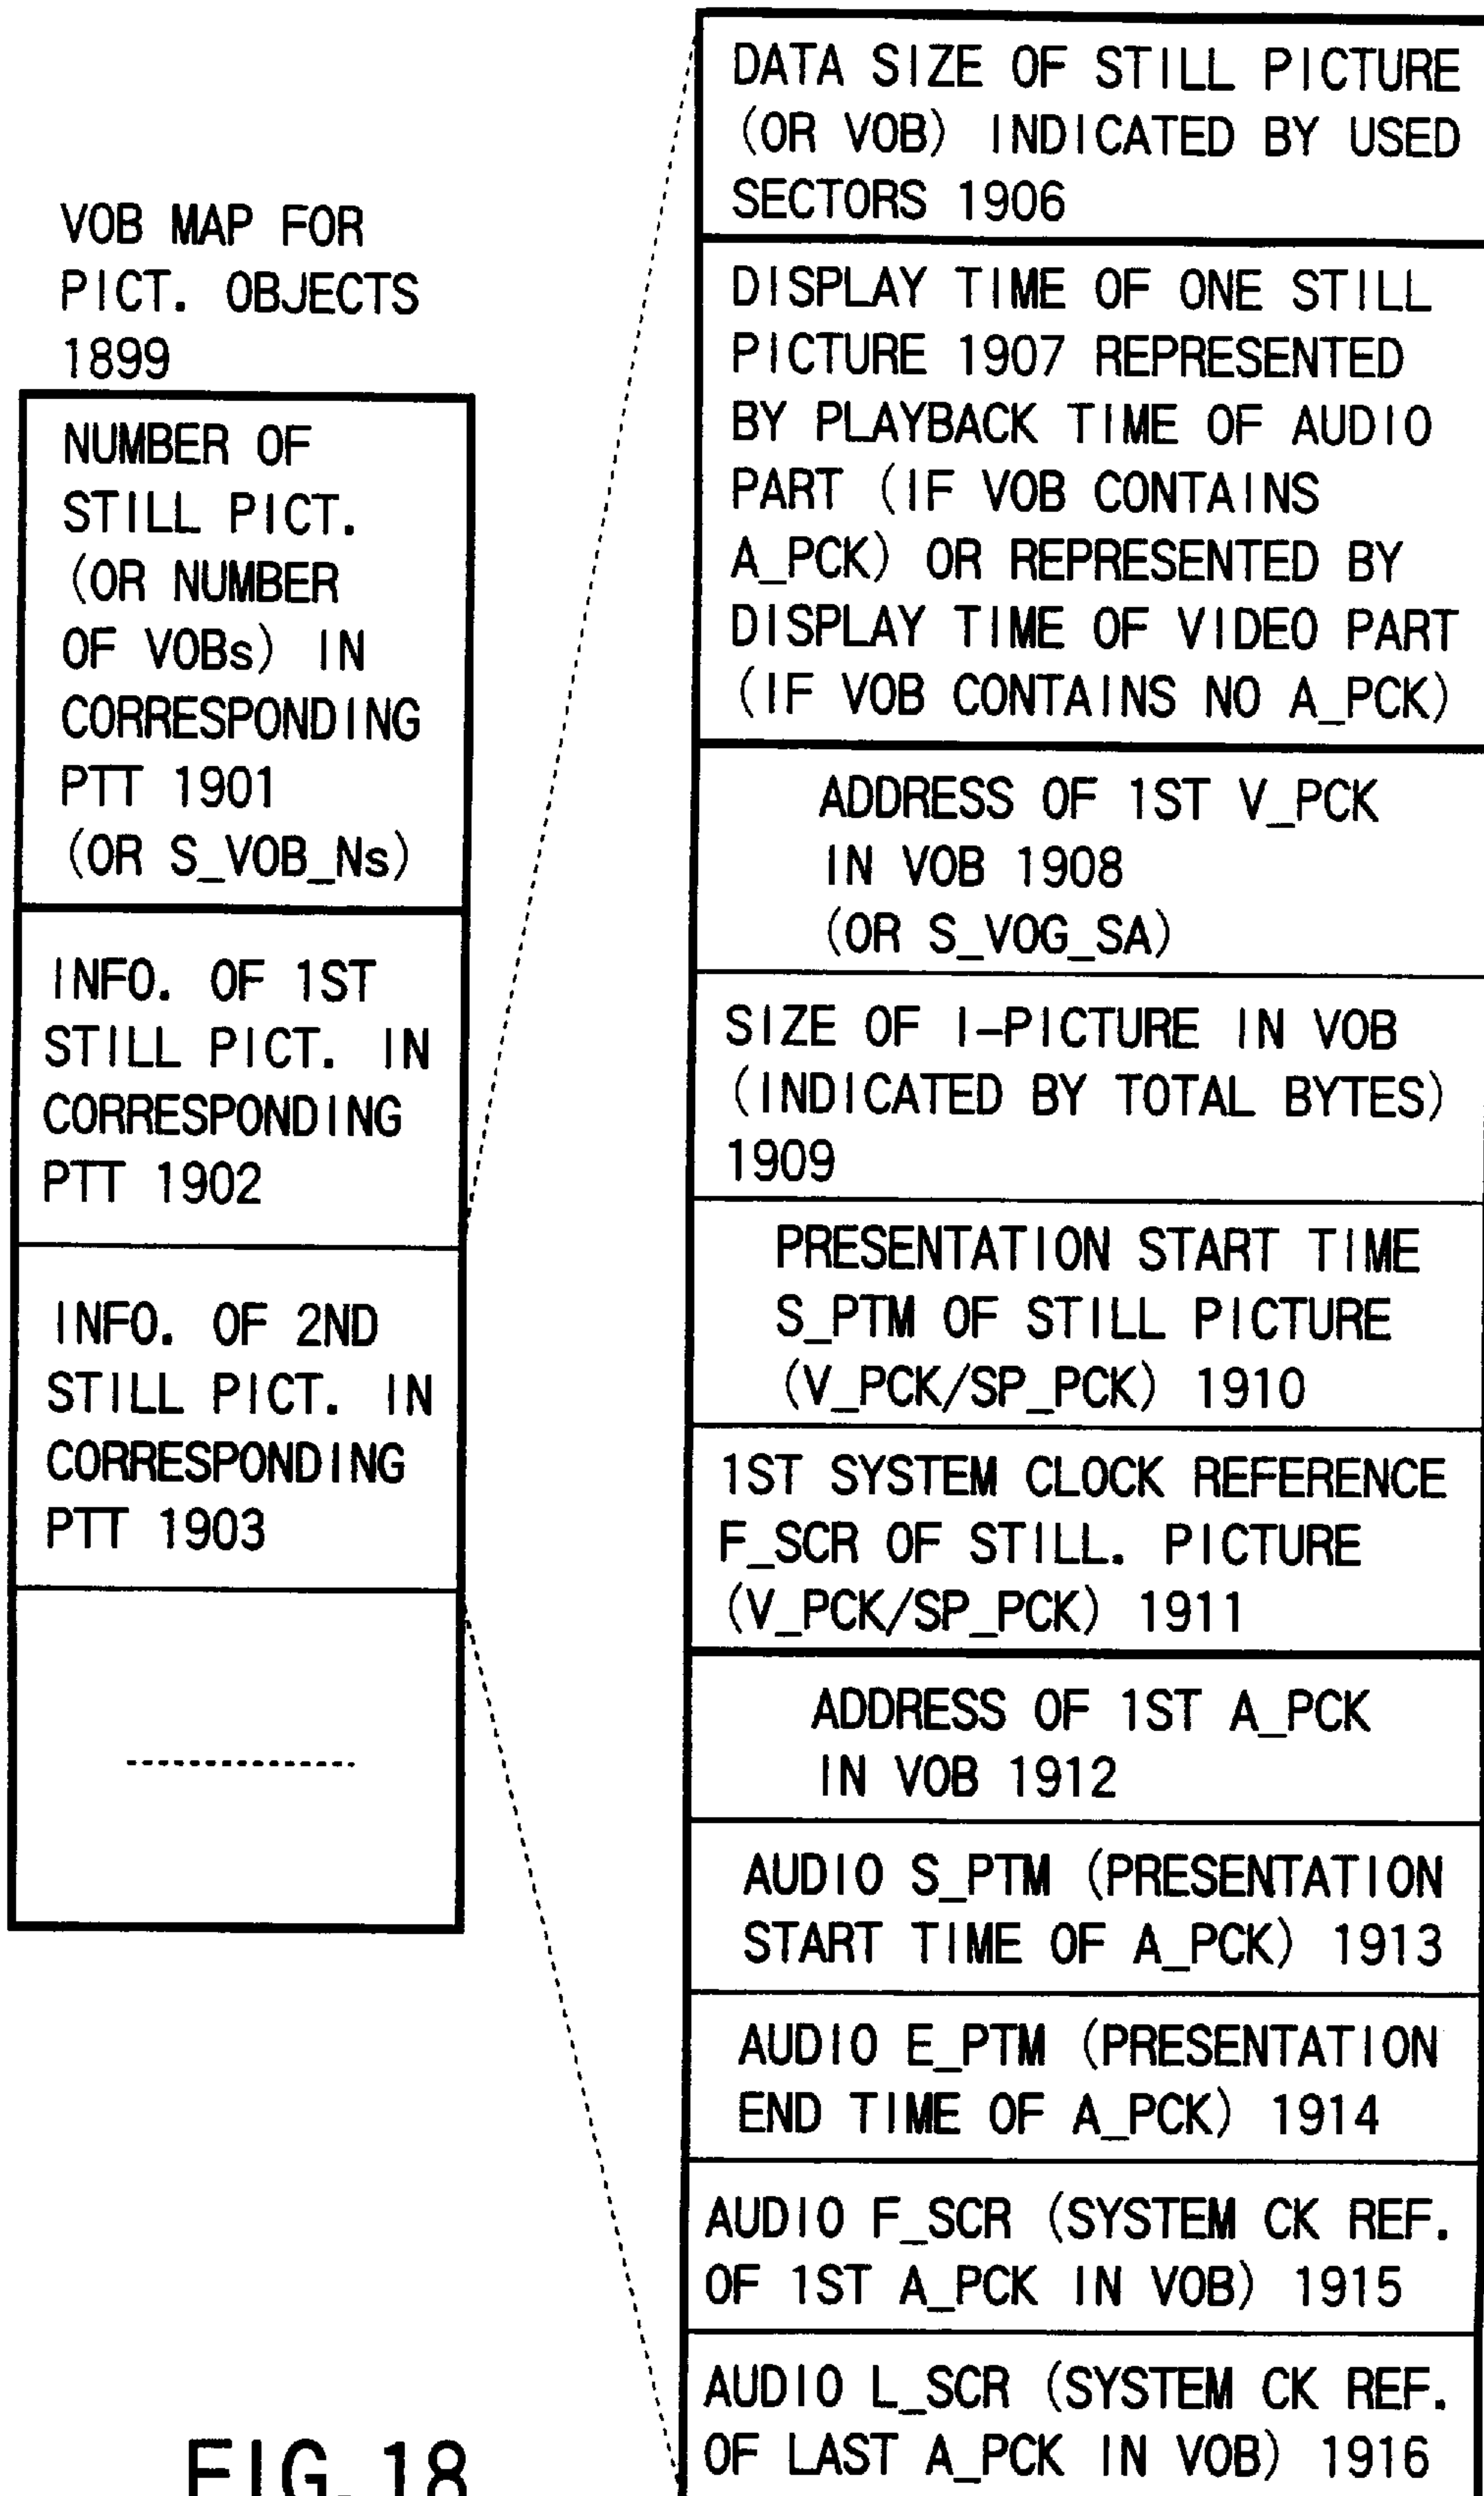 VOB MAP FOR
PICT. OBJECTS
1899
NUMBER OF
STILL PICT.
(OR NUMBER
OF VOBs) IN
CORRESPONDING
PTT 1901
(OR S_VOB_Ns)
INFO. OF 1ST
STILL PICT. IN
CORRESPONDING
PTT 1902
INFO. OF 2ND
STILL PICT. IN
CORRESPONDING
PTT 1903
DATA SIZE OF STILL PICTURE
(OR VOB) INDICATED BY USED
SECTORS 1906
DISPLAY TIME OF ONE STILL
PICTURE 1907 REPRESENTED
BY PLAYBACK TIME OF AUDIO
PART (IF VOB CONTAINS
A_PCK) OR REPRESENTED BY
DISPLAY TIME OF VIDEO PART
(IF VOB CONTAINS NO A_PCK)
ADDRESS OF 1ST V_PCK
IN VOB 1908
(OR S_VOG_SA)
SIZE OF I-PICTURE IN VOB
(INDICATED BY TOTAL BYTES)
1909
PRESENTATION START TIME
S_PTM OF STILL PICTURE
(V_PCK/SP_PCK) 1910
1ST SYSTEM CLOCK REFERENCE
F_SCR OF STILL. PICTURE
(V_PCK/SP_PCK) 1911
ADDRESS OF 1ST A_PCK
IN VOB 1912
AUDIO S_PTM (PRESENTATION
START TIME OF A_PCK) 1913
AUDIO E_PTM (PRESENTATION
END TIME OF A_PCK) 1914
AUDIO F_SCR (SYSTEM CK REF.
OF 1ST A_PCK IN VOB) 1915
AUDIO L_SCR (SYSTEM CK REF.
OF LAST A_PCK IN VOB) 1916
FIG. 18